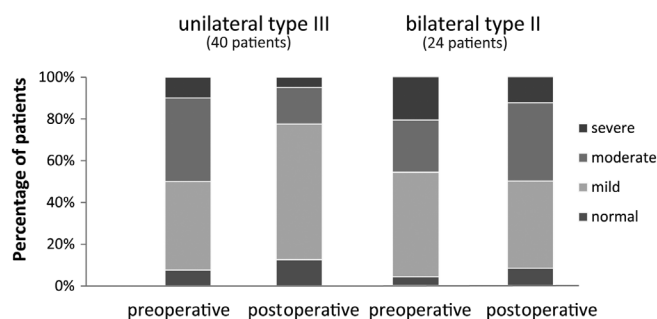 unilateral type III
(40 patients)
bilateral type II
(24 patients)
Percentage of patients
100%
80%
60%
40%
20%
0%
severe
moderate
mild
normal
preoperative
postoperative
preoperative
postoperative